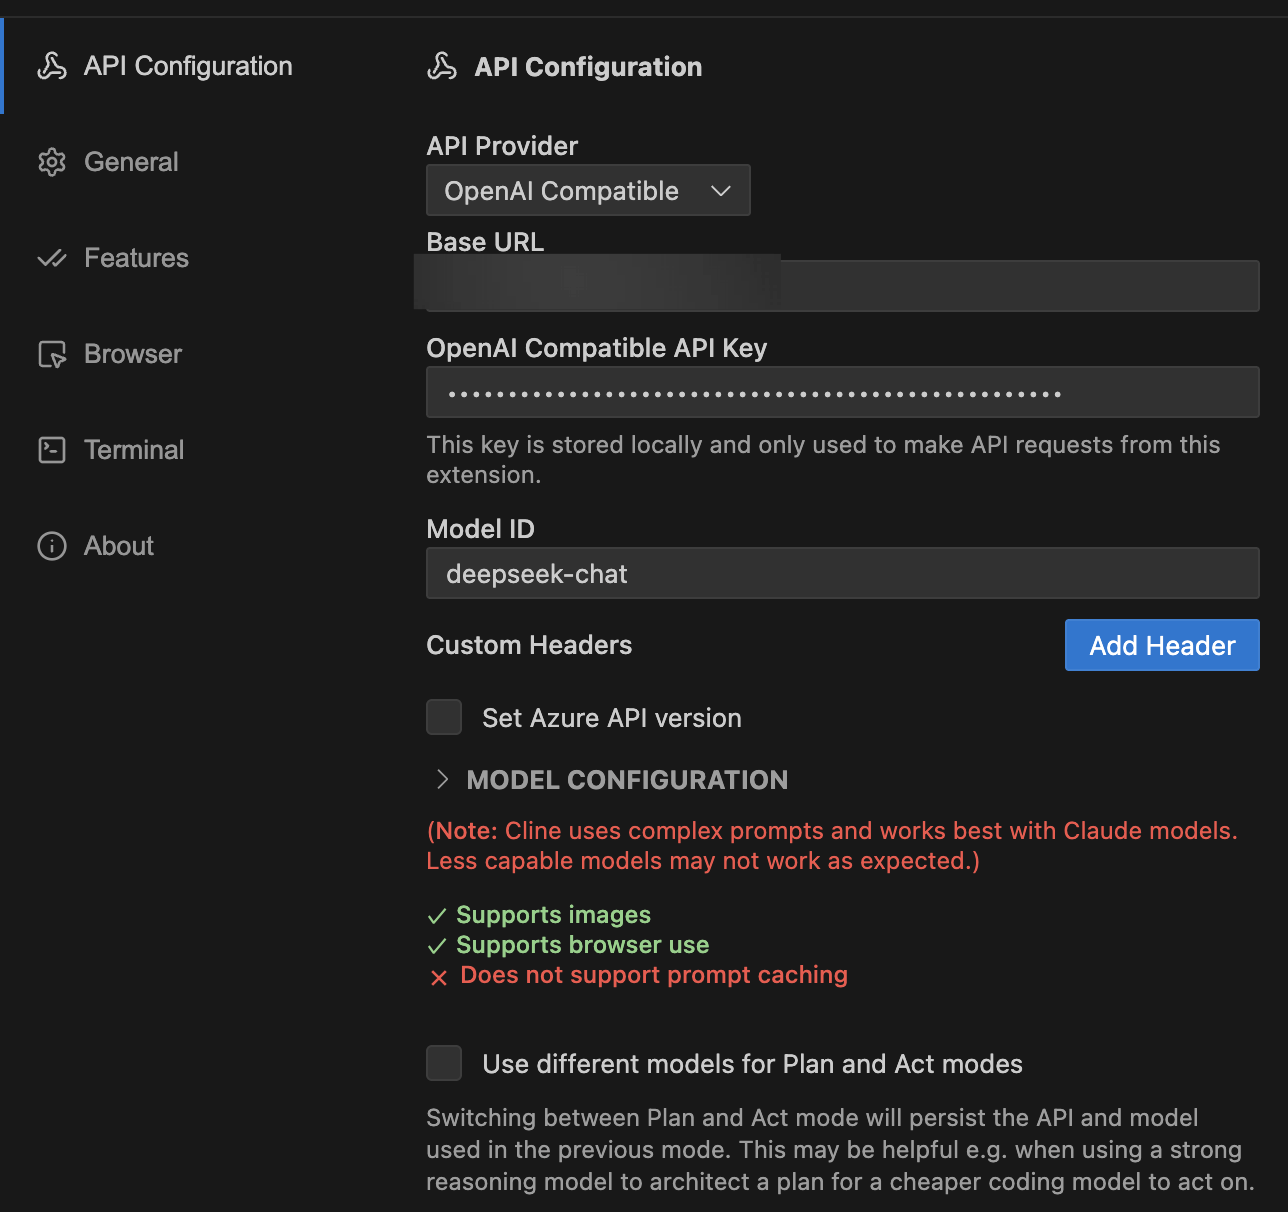 API Configuration
General
Features
Browser
Terminal
About
API Configuration
API Provider
OpenAI Compatible
Base URL
OpenAI Compatible API Key
••••••••••••••••••••••••••••••••••••••••••••••••••
This key is stored locally and only used to make API requests from this
extension.
Model ID
deepseek-chat
Custom Headers
Add Header
Set Azure API version
MODEL CONFIGURATION
(Note: Cline uses complex prompts and works best with Claude models.
Less capable models may not work as expected.)
Supports images
Supports browser use
Does not support prompt caching
Use different models for Plan and Act modes
Switching between Plan and Act mode will persist the API and model
used in the previous mode. This may be helpful e.g. when using a strong
reasoning model to architect a plan for a cheaper coding model to act on.